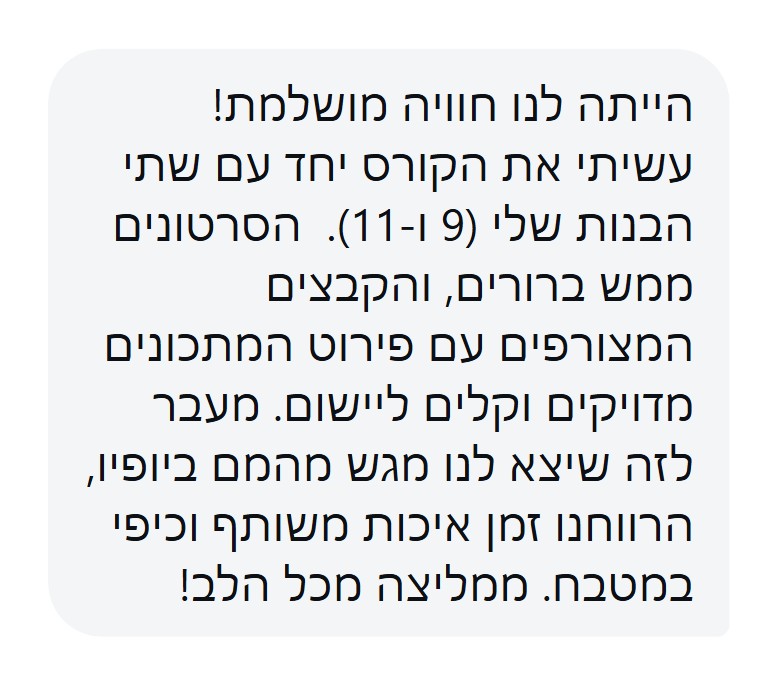 הייתה לנו חוויה מושלמת!
עשיתי את הקורס יחד עם שתי
הבנות שלי (9 ו-11).  הסרטונים
ממש ברורים, והקבצים
המצורפים עם פירוט המתכונים
מדויקים וקלים ליישום. מעבר
לזה שיצא לנו מגש מהמם ביופיו,
הרווחנו זמן איכות משותף וכיפי
במטבח. ממליצה מכל הלב!